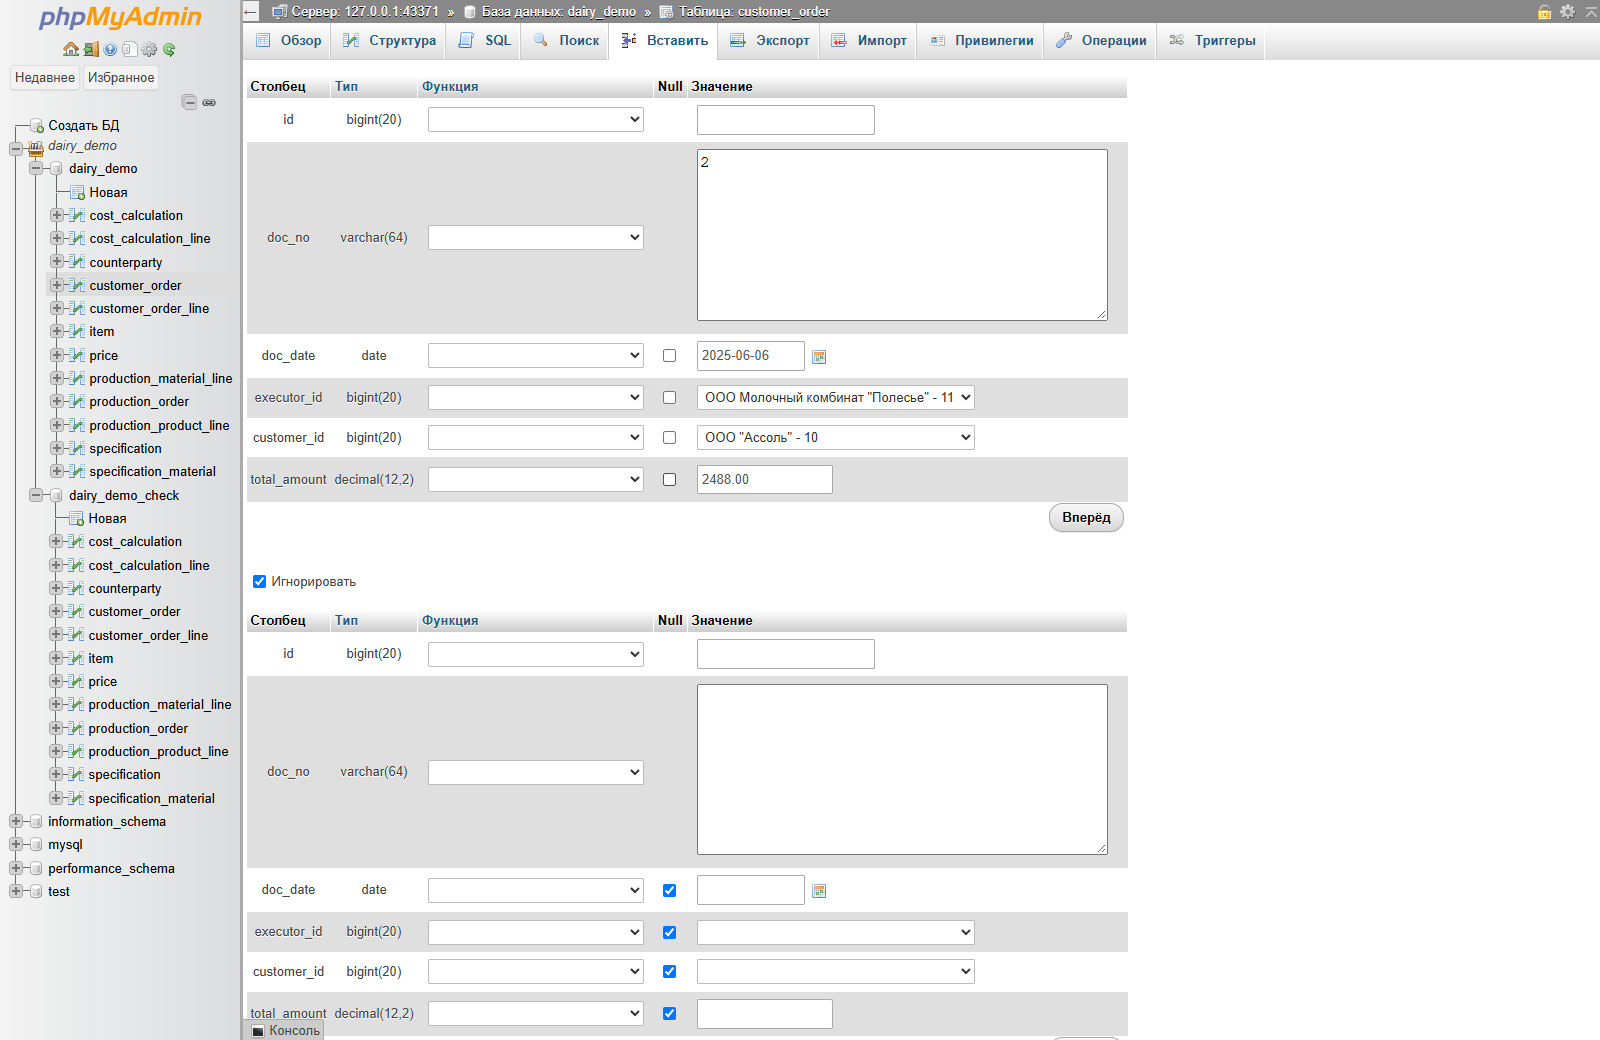 phpMyAdmin
Недавнее Избранное
Создать БД
dairy_demo
dairy_demo
Новая
cost_calculation
cost_calculation_line
counterparty
customer_order
customer_order_line
item
price
production_material_line
production_order
production_product_line
specification
specification_material
dairy_demo_check
Новая
cost_calculation
cost_calculation_line
counterparty
customer_order
customer_order_line
item
price
production_material_line
production_order
production_product_line
specification
specification_material
information_schema
mysql
performance_schema
test
← Сервер: 127.0.0.1:43371 » База данных: dairy_demo » Таблица: customer_order
Обзор Структура SQL Поиск Вставить Экспорт Импорт Привилегии Операции Триггеры
Столбец Тип Функция Null Значение
id bigint(20)
doc_no varchar(64) 2
doc_date date 2025-06-06
executor_id bigint(20) ООО Молочный комбинат "Полесье" - 11
customer_id bigint(20) ООО "Ассоль" - 10
total_amount decimal(12,2) 2488.00
Вперёд
Игнорировать
Столбец Тип Функция Null Значение
id bigint(20)
doc_no varchar(64)
doc_date date
executor_id bigint(20)
customer_id bigint(20)
total_amount decimal(12,2)
Консоль